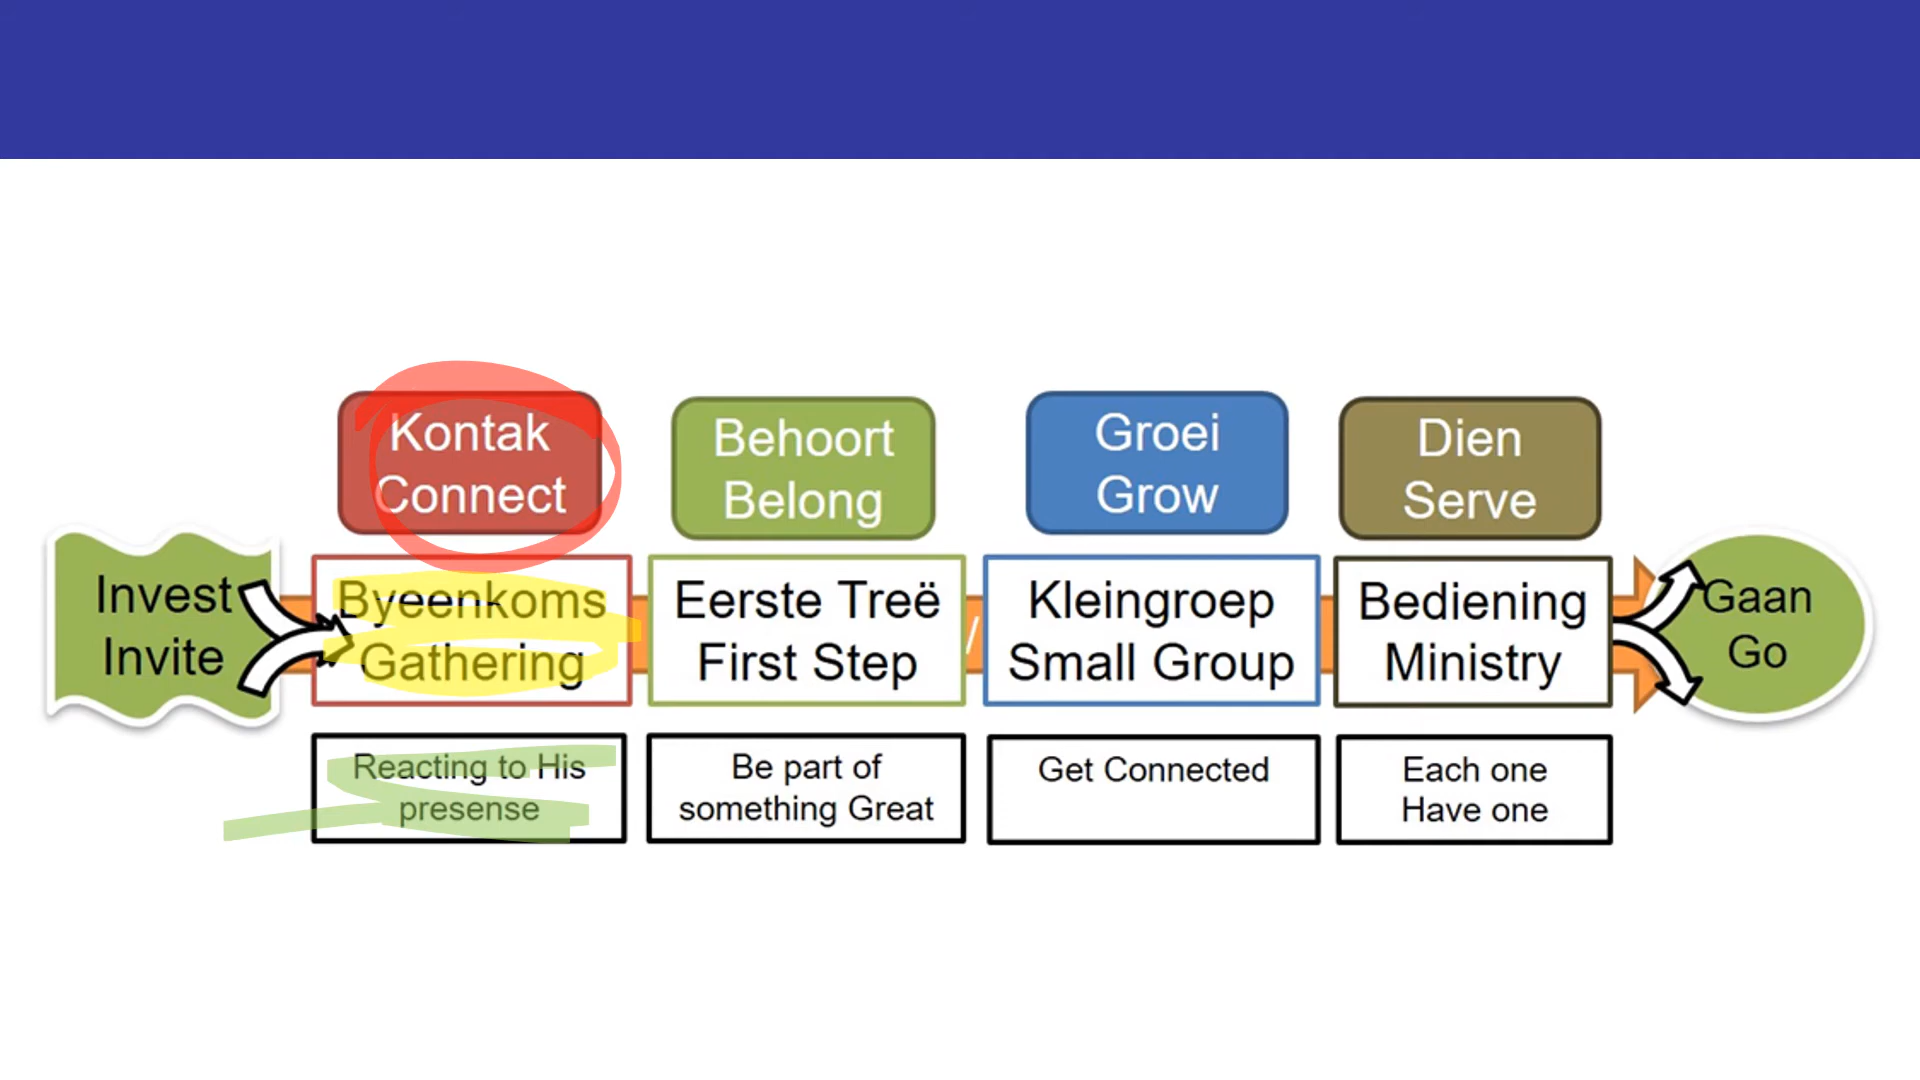 Kontak
Connect
Behoort
Belong
Groei
Grow
Dien
Serve
Invest
Invite
Byeenkoms
Gathering
Eerste Treë
First Step
/
Kleingroep
Small Group
Bediening
Ministry
Gaan
Go
Reacting to His
presense
Be part of
something Great
Get Connected
Each one
Have one